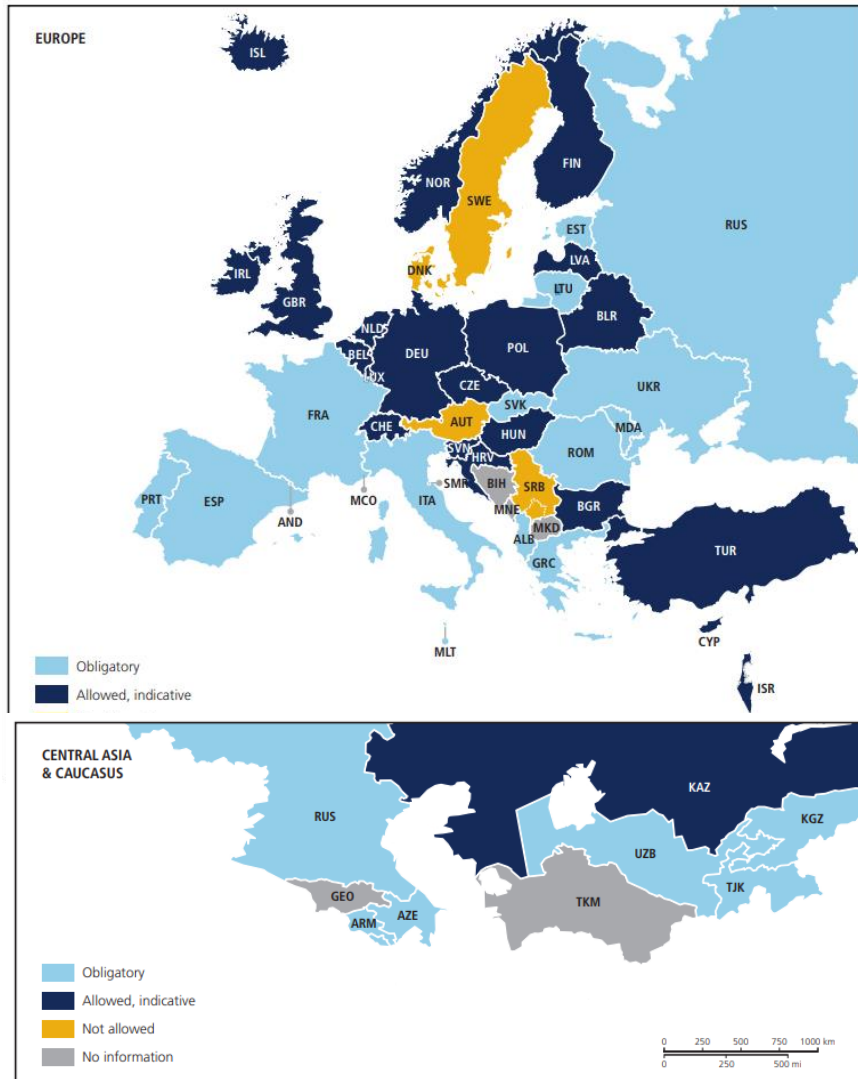 EUROPE
ISL
NOR
SWE
FIN
RUS
EST
LVA
LTU
DNK
IRL
GBR
BLR
NLD
BEL
DEU
POL
LUX
CZE
UKR
SVK
FRA
CHE
AUT
HUN
MDA
SVN
HRV
ROM
PRT
ESP
AND
MCO
ITA
SMR
BIH
SRB
MNE
MKD
BGR
ALB
GRC
TUR
MLT
CYP
ISR
Obligatory
Allowed, indicative
CENTRAL ASIA
& CAUCASUS
RUS
KAZ
KGZ
UZB
TJK
GEO
ARM
AZE
TKM
Obligatory
Allowed, indicative
Not allowed
No information
0 250 500 750 1000 km
0 250 500 mi